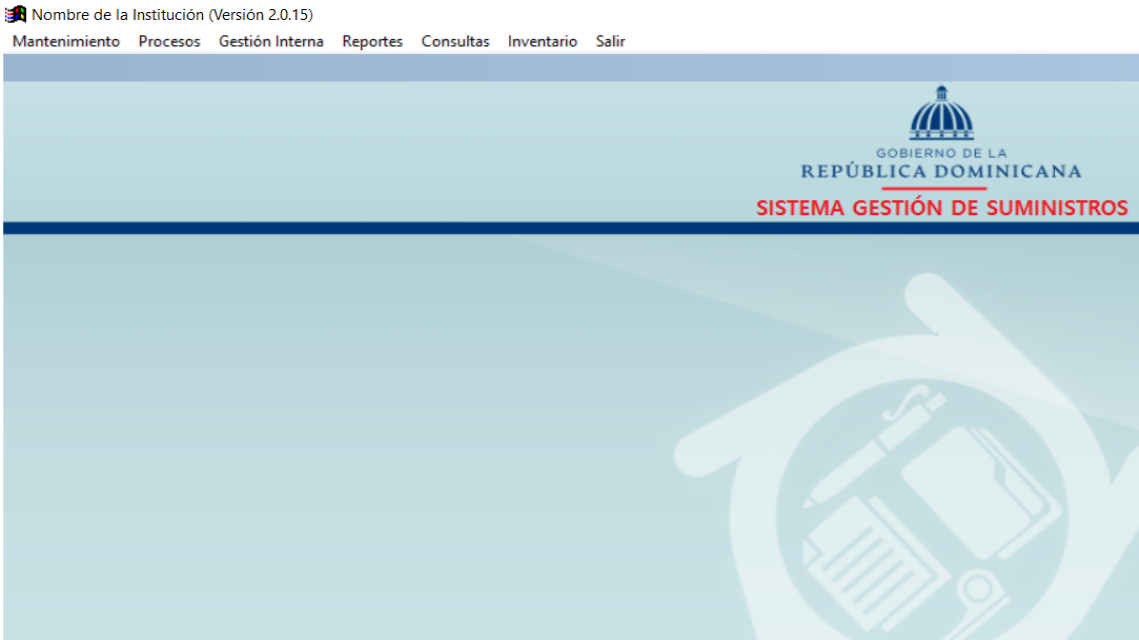 Nombre de la Institución (Versión 2.0.15)
Mantenimiento Procesos Gestión Interna Reportes Consultas Inventario Salir
GOBIERNO DE LA
REPÚBLICA DOMINICANA
SISTEMA GESTIÓN DE SUMINISTROS